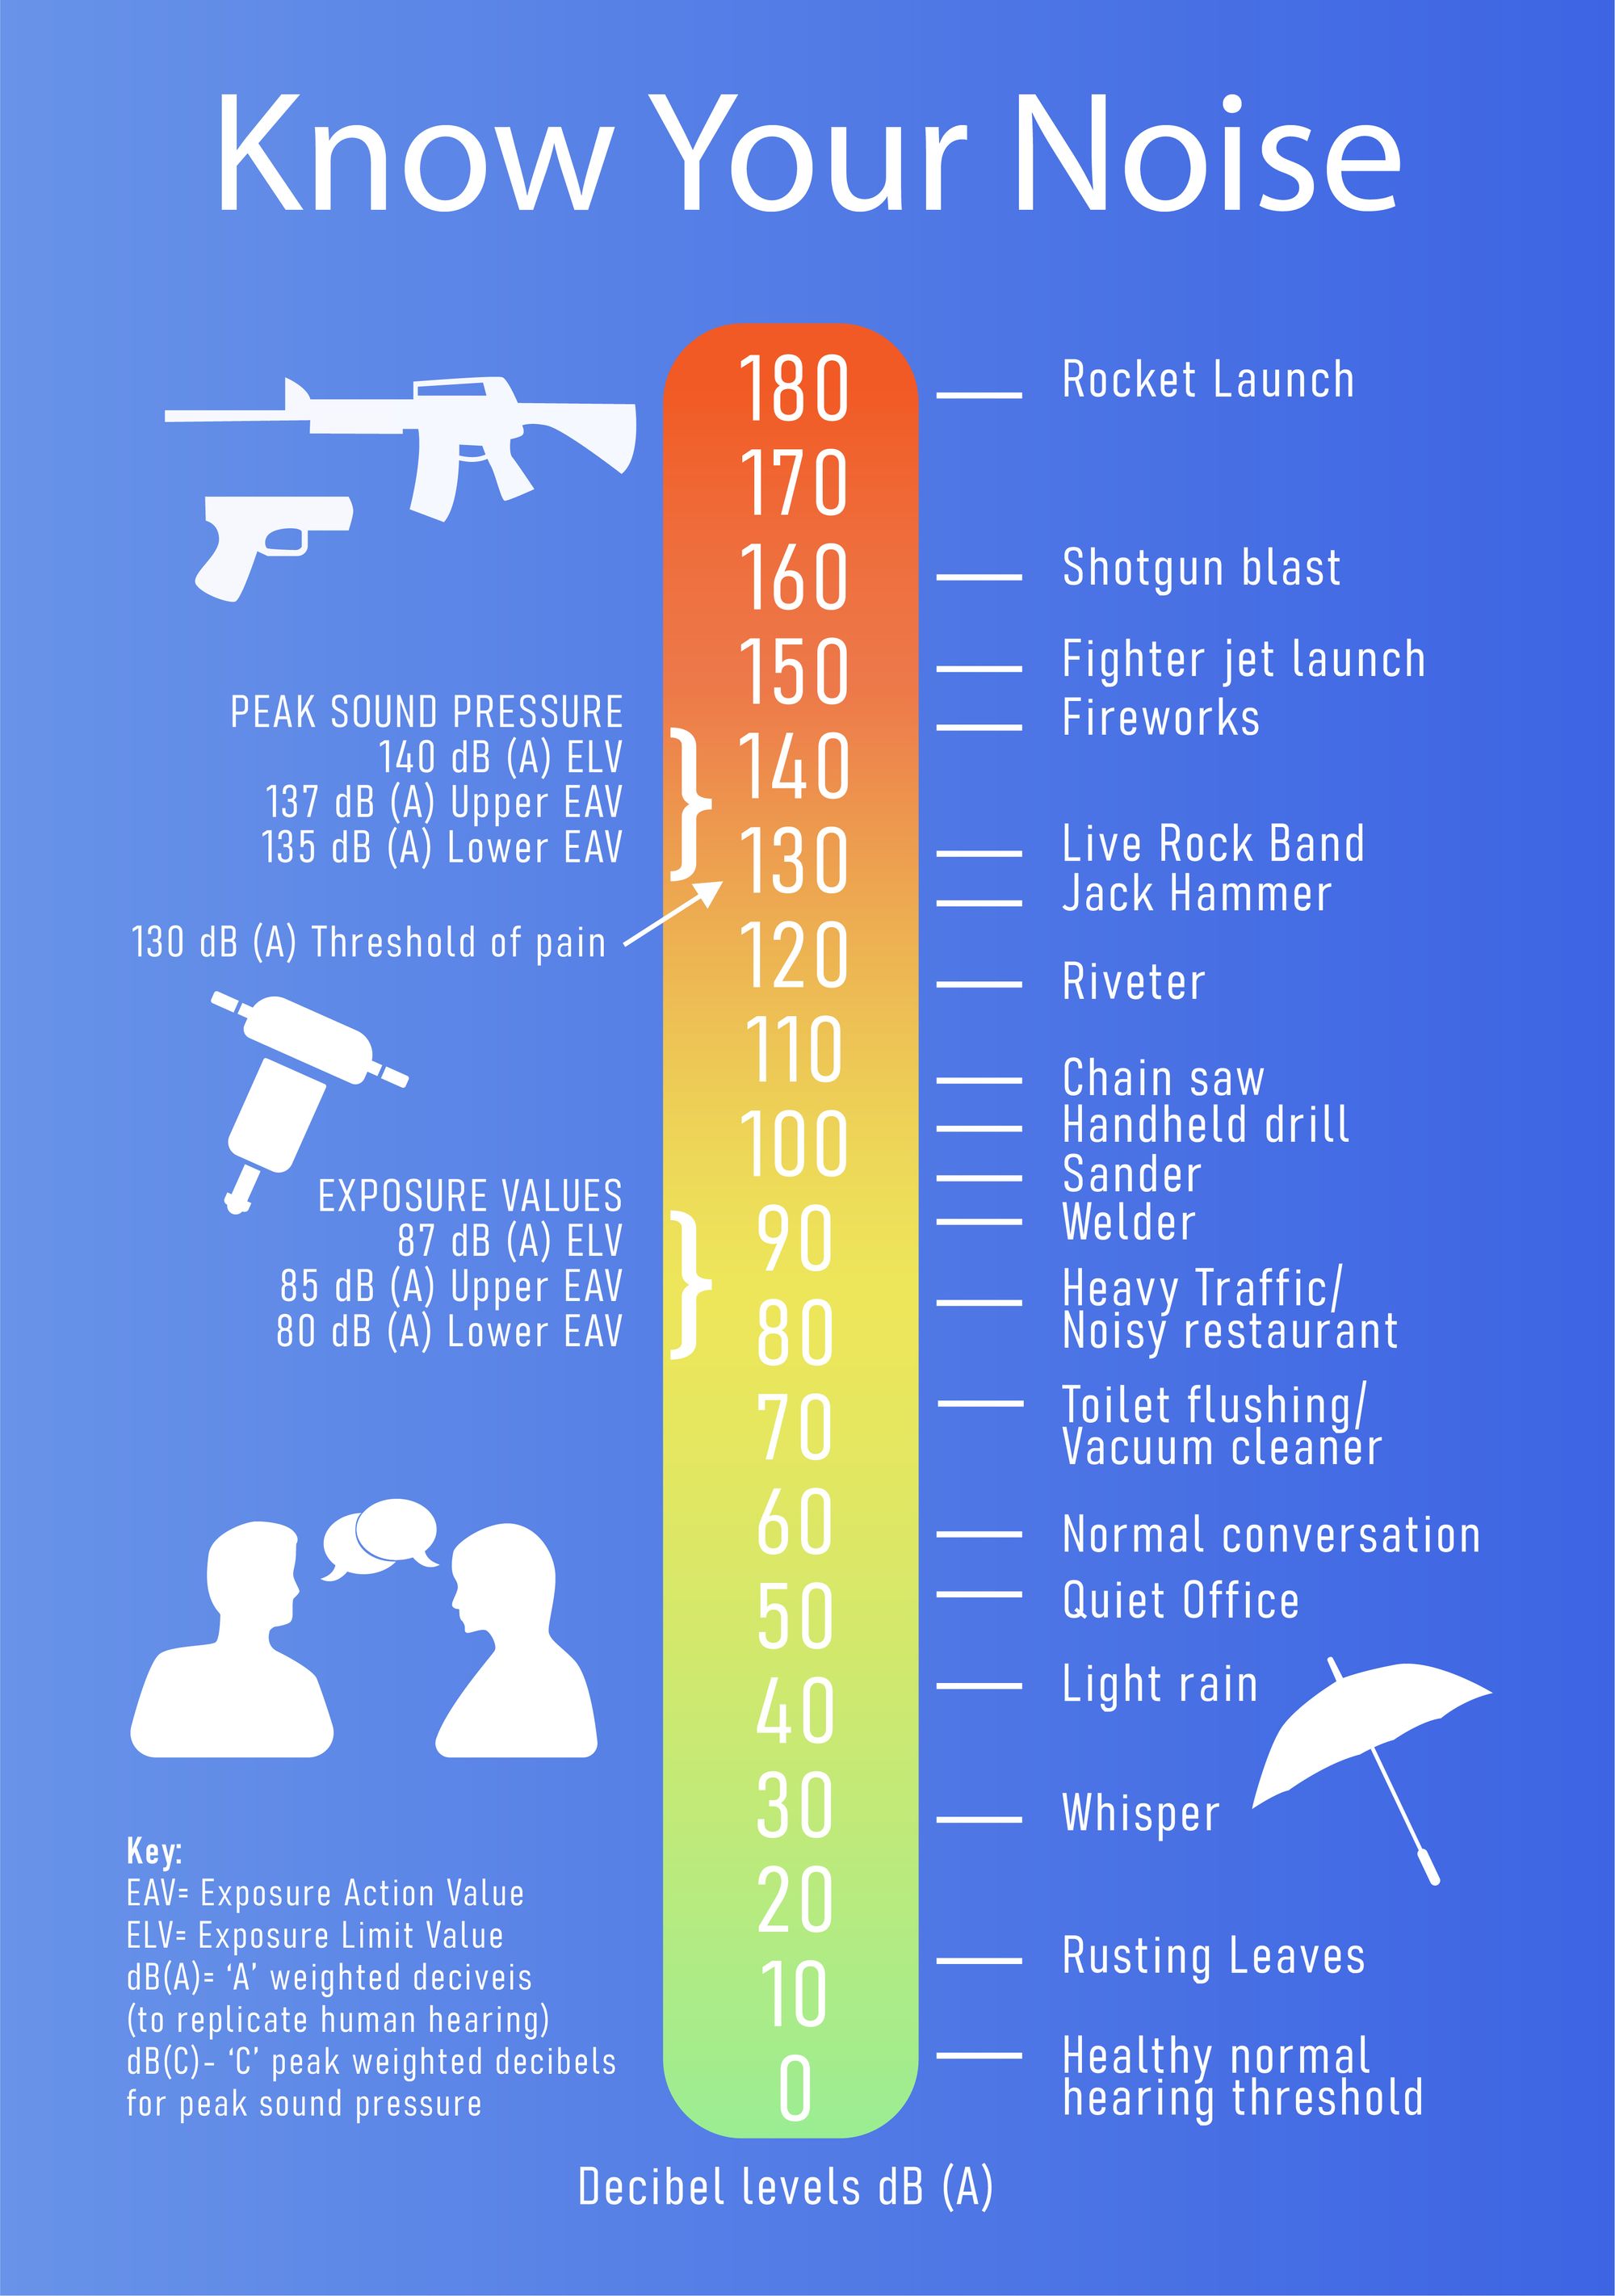 Know Your Noise
PEAK SOUND PRESSURE
140 dB (A) ELV
137 dB (A) Upper EAV
135 dB (A) Lower EAV
130 dB (A) Threshold of pain
EXPOSURE VALUES
87 dB (A) ELV
85 dB (A) Upper EAV
80 dB (A) Lower EAV
Key:
EAV= Exposure Action Value
ELV= Exposure Limit Value
dB(A)= ‘A’ weighted deciveis
(to replicate human hearing)
dB(C)- ‘C’ peak weighted decibels
for peak sound pressure
180
170
160
150
140
130
120
110
100
90
80
70
60
50
40
30
20
10
0
Rocket Launch
Shotgun blast
Fighter jet launch
Fireworks
Live Rock Band
Jack Hammer
Riveter
Chain saw
Handheld drill
Sander
Welder
Heavy Traffic/
Noisy restaurant
Toilet flushing/
Vacuum cleaner
Normal conversation
Quiet Office
Light rain
Whisper
Rusting Leaves
Healthy normal
hearing threshold
Decibel levels dB (A)